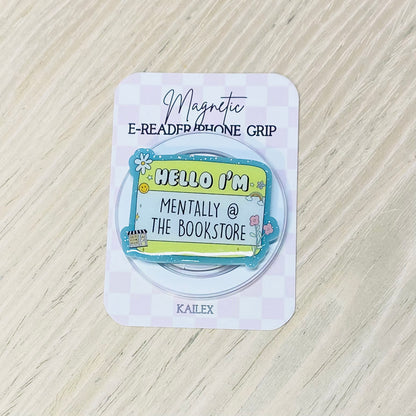 Magnetic
E-READER/PHONE GRIP
HELLO I'M
MENTALLY @
THE BOOKSTORE
KAILEX